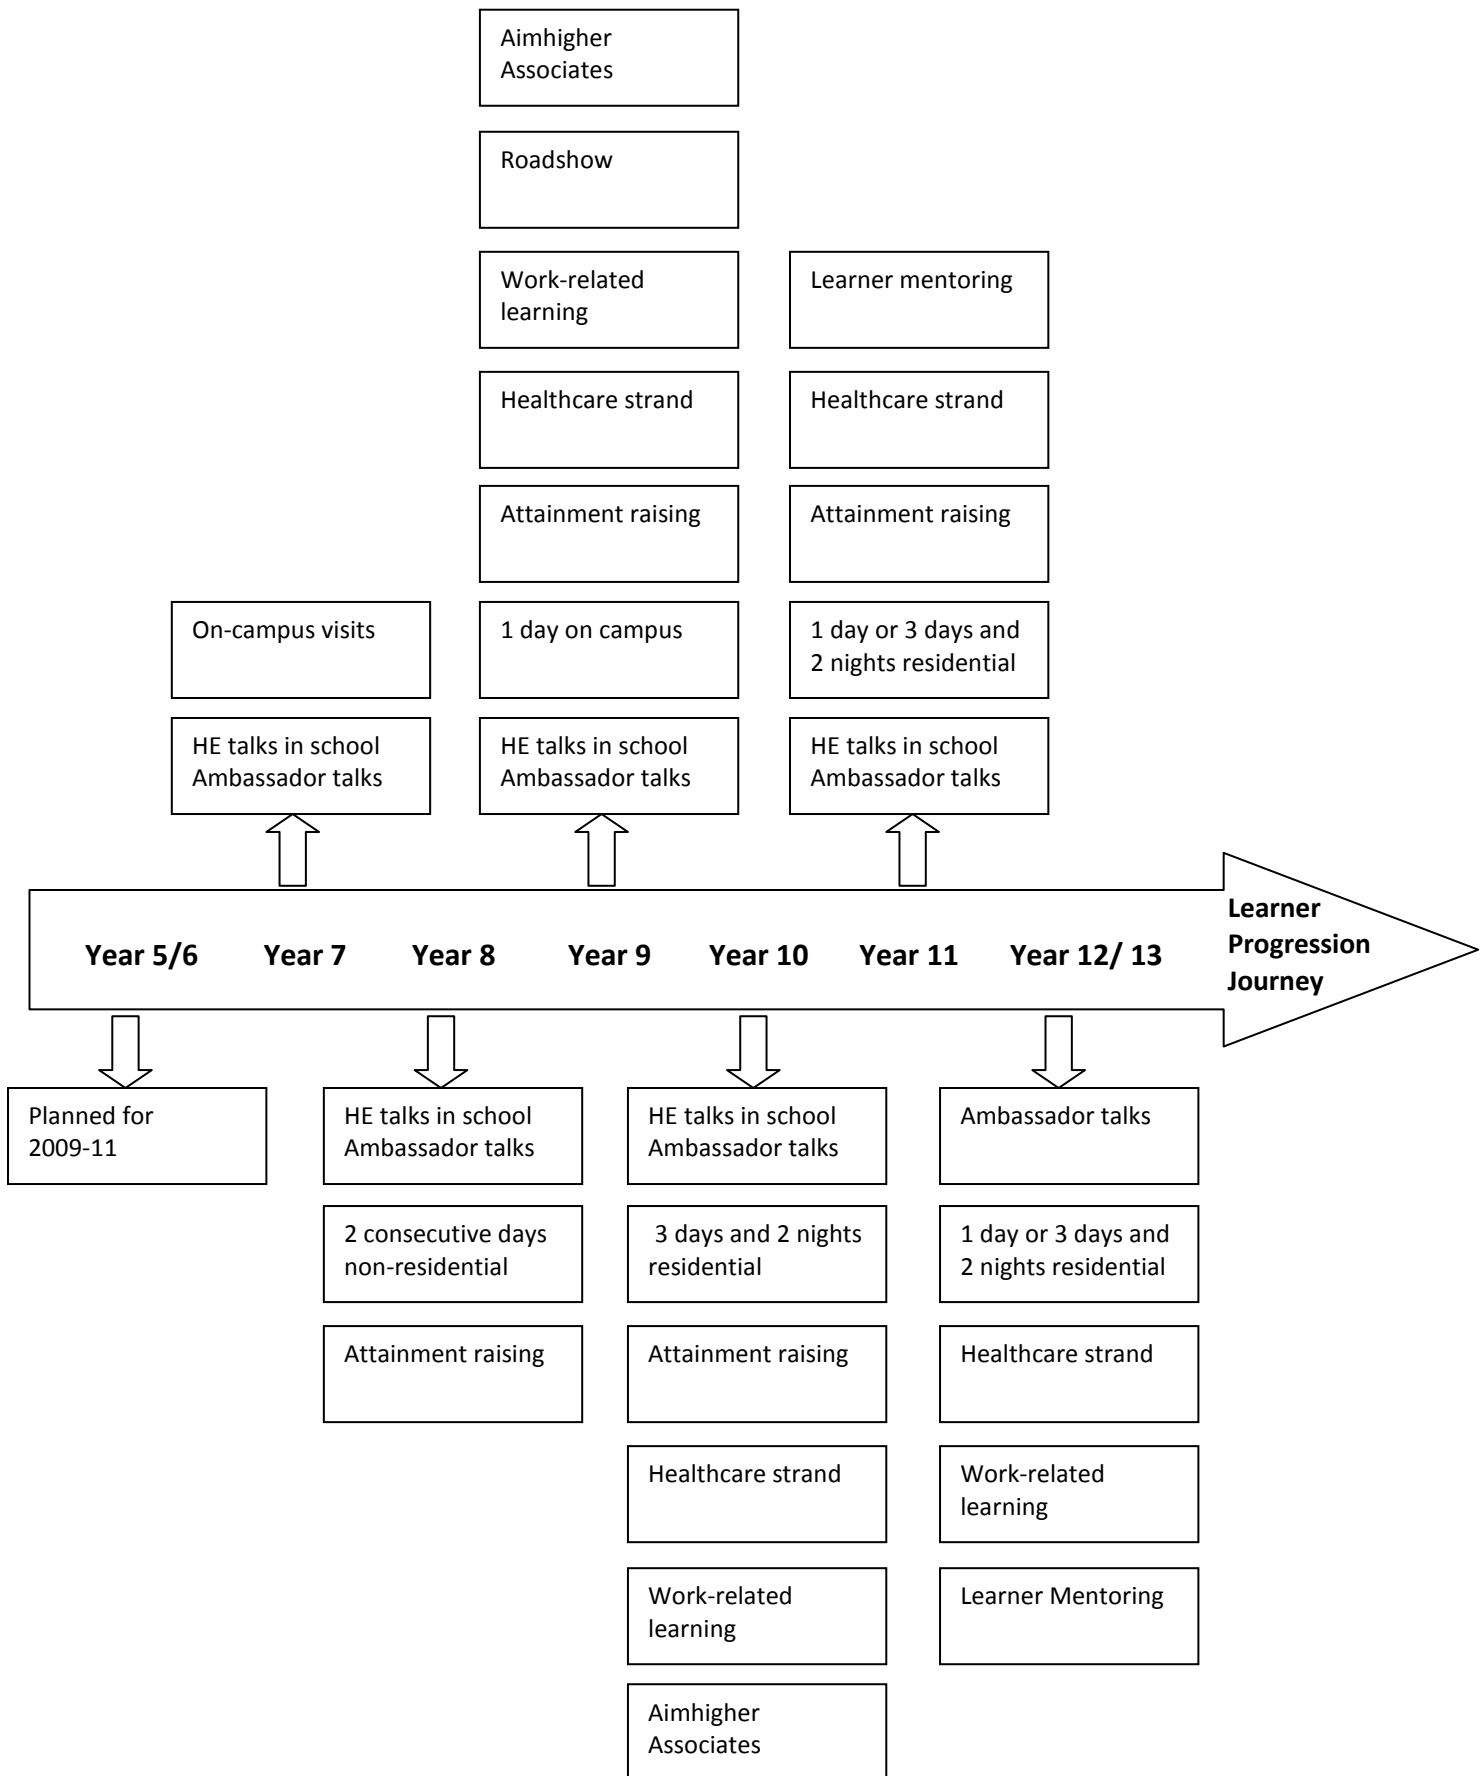 Aimhigher
Associates
Roadshow
Work-related
learning
Learner mentoring
Healthcare strand
Healthcare strand
Attainment raising
Attainment raising
On-campus visits
1 day on campus
1 day or 3 days and
2 nights residential
HE talks in school
Ambassador talks
HE talks in school
Ambassador talks
HE talks in school
Ambassador talks
Year 5/6
Year 7
Year 8
Year 9
Year 10
Year 11
Year 12/ 13
Learner
Progression
Journey
Planned for
2009-11
HE talks in school
Ambassador talks
HE talks in school
Ambassador talks
Ambassador talks
2 consecutive days
non-residential
3 days and 2 nights
residential
1 day or 3 days and
2 nights residential
Attainment raising
Attainment raising
Healthcare strand
Healthcare strand
Work-related
learning
Work-related
learning
Learner Mentoring
Aimhigher
Associates